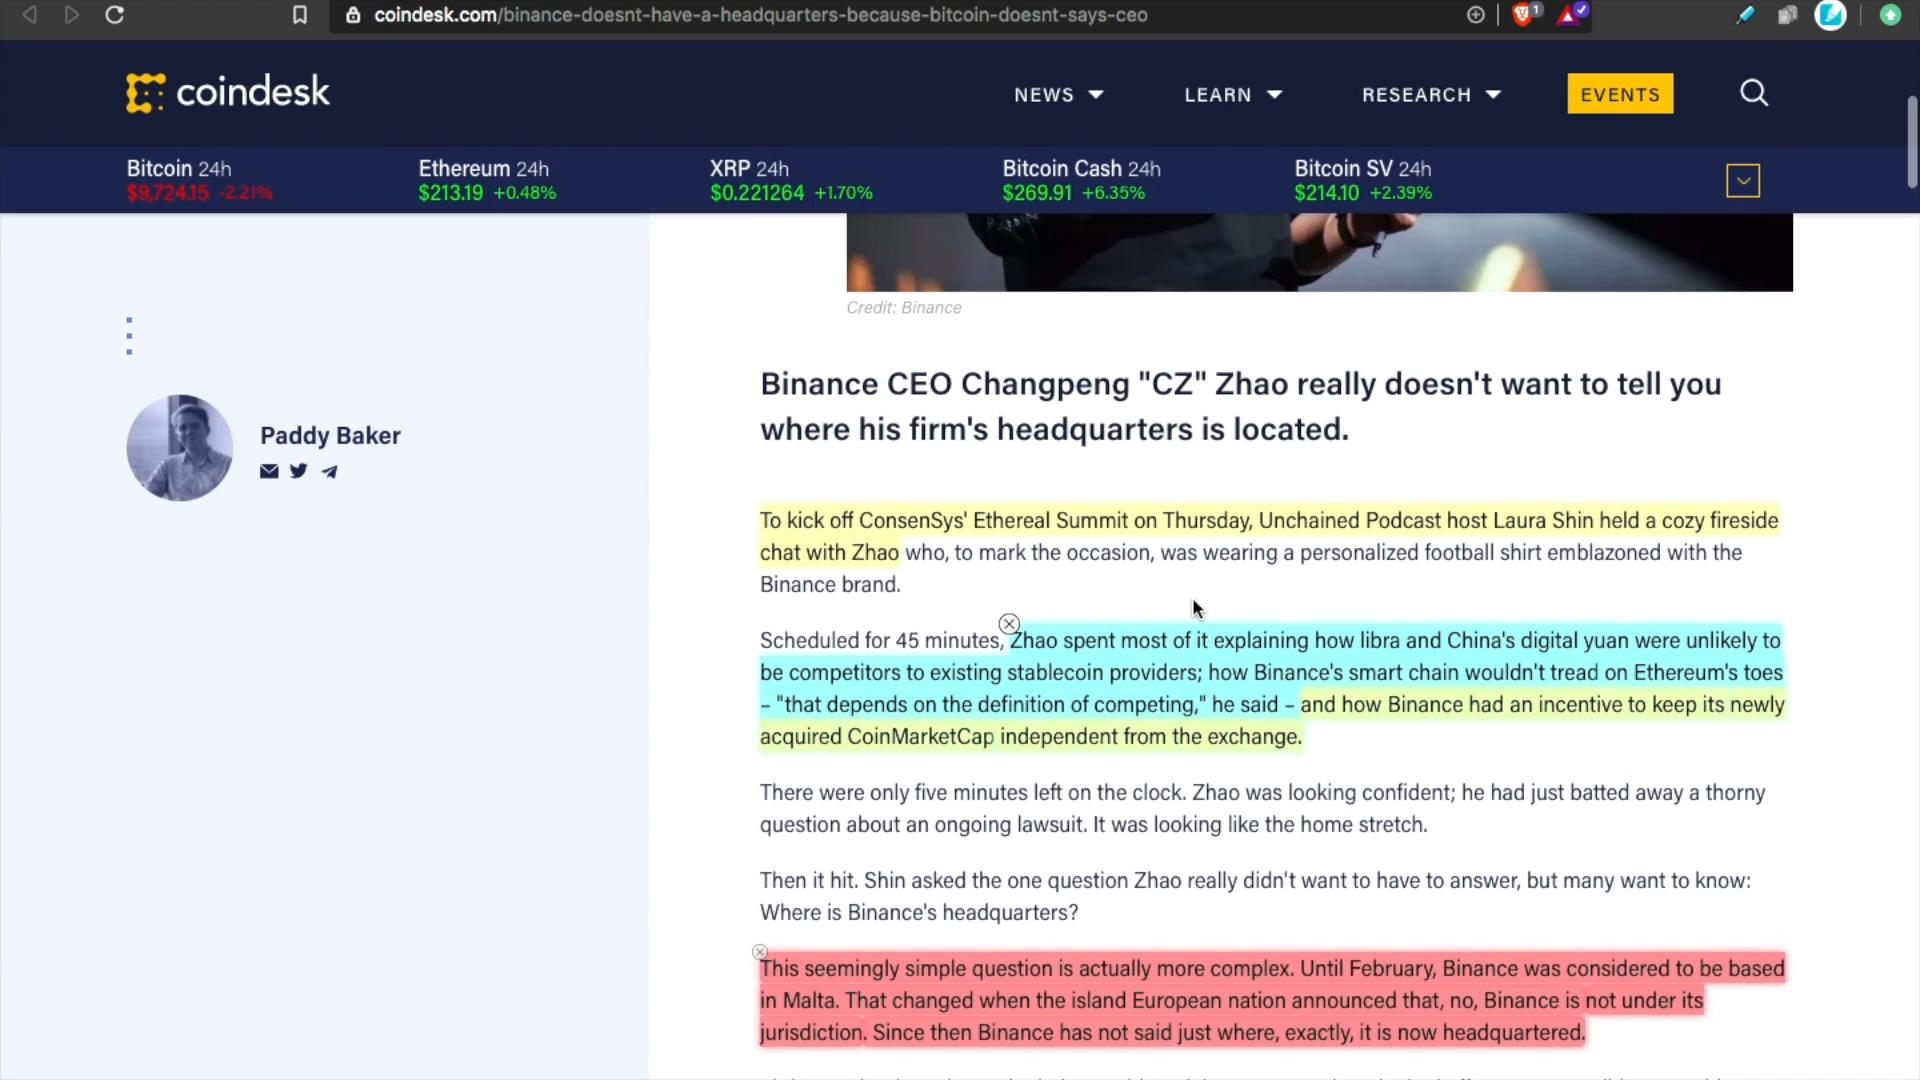 coindesk.com/binance-doesnt-have-a-headquarters-because-bitcoin-doesnt-says-ceo
1
coindesk
NEWS
LEARN
RESEARCH
EVENTS
Bitcoin 24h
$9,724.15 -2.21%
Ethereum 24h
$213.19 +0.48%
XRP 24h
$0.221264 +1.70%
Bitcoin Cash 24h
$269.91 +6.35%
Bitcoin SV 24h
$214.10 +2.39%
Credit: Binance
Paddy Baker
Binance CEO Changpeng "CZ" Zhao really doesn't want to tell you
where his firm's headquarters is located.
To kick off ConsenSys' Ethereal Summit on Thursday, Unchained Podcast host Laura Shin held a cozy fireside
chat with Zhao who, to mark the occasion, was wearing a personalized football shirt emblazoned with the
Binance brand.
Scheduled for 45 minutes, Zhao spent most of it explaining how libra and China's digital yuan were unlikely to
be competitors to existing stablecoin providers; how Binance's smart chain wouldn't tread on Ethereum's toes
– "that depends on the definition of competing," he said – and how Binance had an incentive to keep its newly
acquired CoinMarketCap independent from the exchange.
There were only five minutes left on the clock. Zhao was looking confident; he had just batted away a thorny
question about an ongoing lawsuit. It was looking like the home stretch.
Then it hit. Shin asked the one question Zhao really didn't want to have to answer, but many want to know:
Where is Binance's headquarters?
This seemingly simple question is actually more complex. Until February, Binance was considered to be based
in Malta. That changed when the island European nation announced that, no, Binance is not under its
jurisdiction. Since then Binance has not said just where, exactly, it is now headquartered.